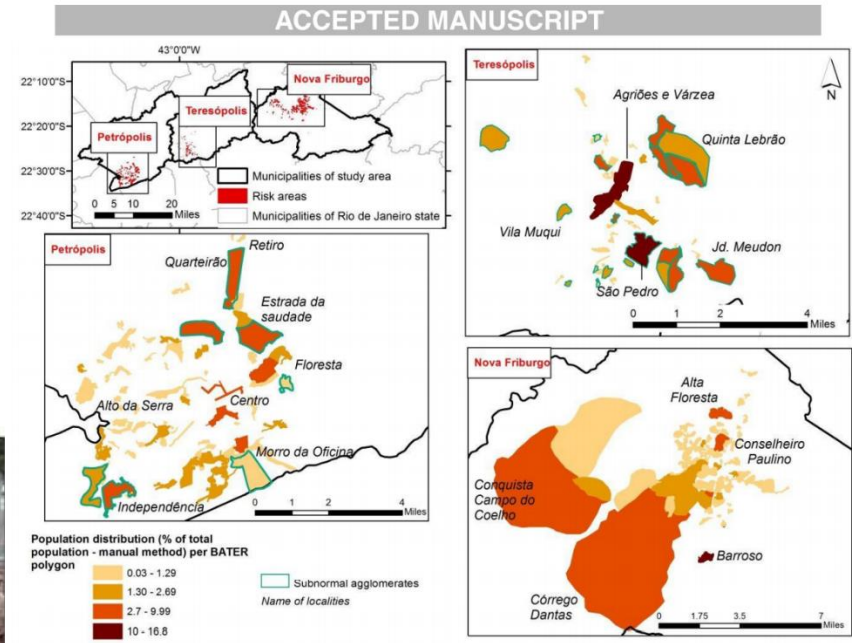 ACCEPTED MANUSCRIPT
43°0'0"W
22°10'0"S
22°20'0"S
22°30'0"S
22°40'0"S
Nova Friburgo
Teresópolis
Petrópolis
Municipalities of study area
Risk areas
Municipalities of Rio de Janeiro state
0 5 10 20
Miles
Teresópolis
N
Agriões e Várzea
Quinta Lebrão
Vila Muqui
Jd. Meudon
São Pedro
0 1 2 4
Miles
Petrópolis
Retiro
Quarteirão
Estrada da
saudade
Floresta
Centro
Alto da Serra
Morro da Oficina
Independência
0 1 2 4
Miles
Nova Friburgo
Alta
Floresta
Conselheiro
Paulino
Conquista
Campo do
Coelho
Barroso
Córrego
Dantas
0 1.75 3.5 7
Miles
Population distribution (% of total
population - manual method) per BATER
polygon
0.03 - 1.29
1.30 - 2.69
2.7 - 9.99
10 - 16.8
Subnormal agglomerates
Name of localities